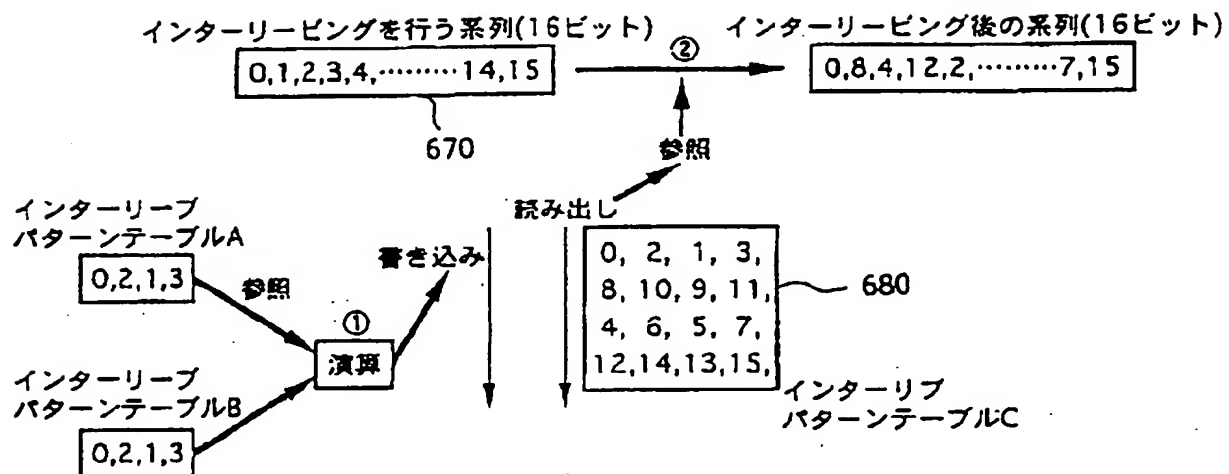 インターリーピングを行う系列(16ビット)
インターリーピング後の系列(16ビット)
0,1,2,3,4,………14,15
②
0,8,4,12,2,………7,15
670
参照
インターリーブ
パターンテーブルA
0,2,1,3
参照
読み出し
書き込み
0, 2, 1, 3,
8, 10, 9, 11,
4, 6, 5, 7,
12,14,13,15,
680
①
演算
インターリーブ
パターンテーブルB
0,2,1,3
インターリブ
パターンテーブルC